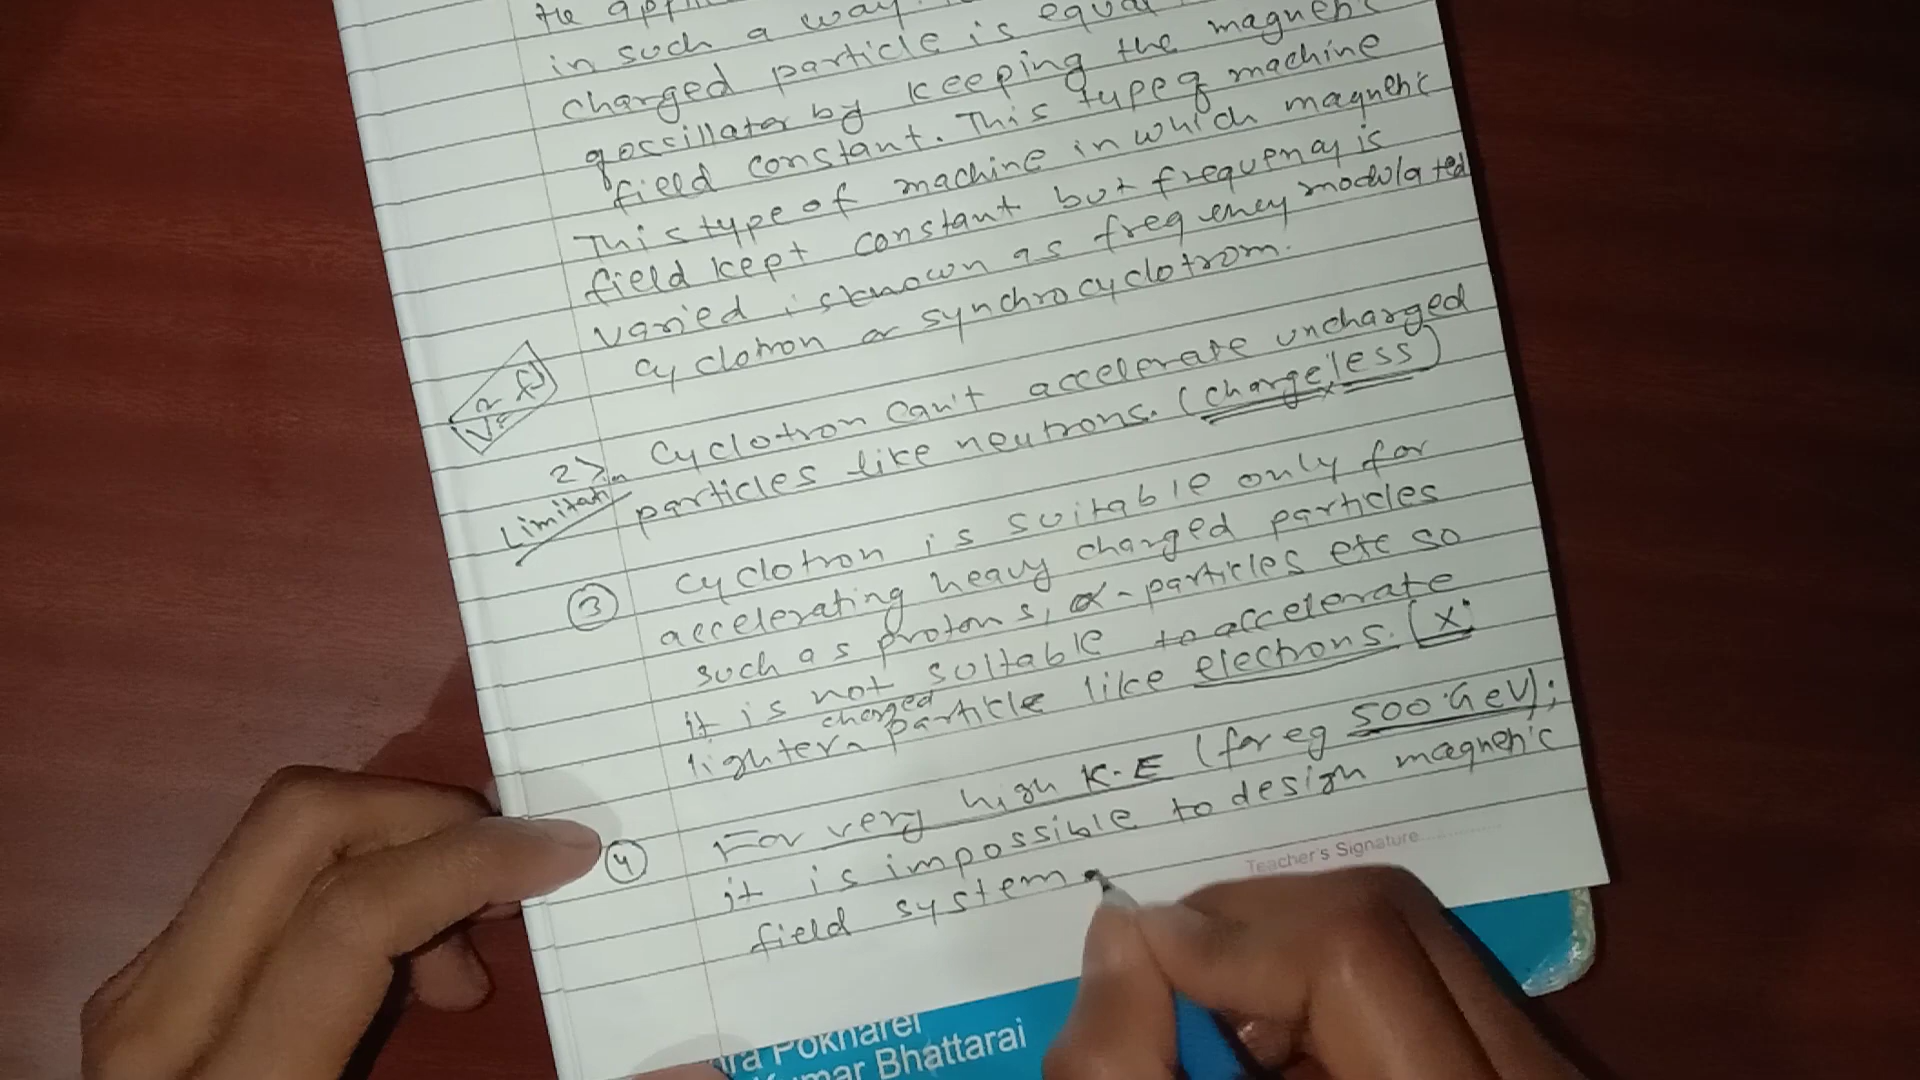 in such a way
charged particle is equal
of oscillator by keeping the magnetic
field constant. This type of machine
This type of machine in which magnetic
field kept constant but frequency is
varied is known as frequency modulated
cyclotron or synchrocyclotrom.
2> Cyclotron can't accelerate uncharged
Limitation
particles like neutrons. (chargeless)
③ cyclotron is suitable only for
accelerating heavy charged particles
such as protons, α-particles etc so
it is not suitable to accelerate
lighter charged particle like electrons. (x)
④ For very high K.E (for eg 500 GeV);
it is impossible to design magnetic
field system
Teacher's Signature
ra Pokharel
Kumar Bhattarai